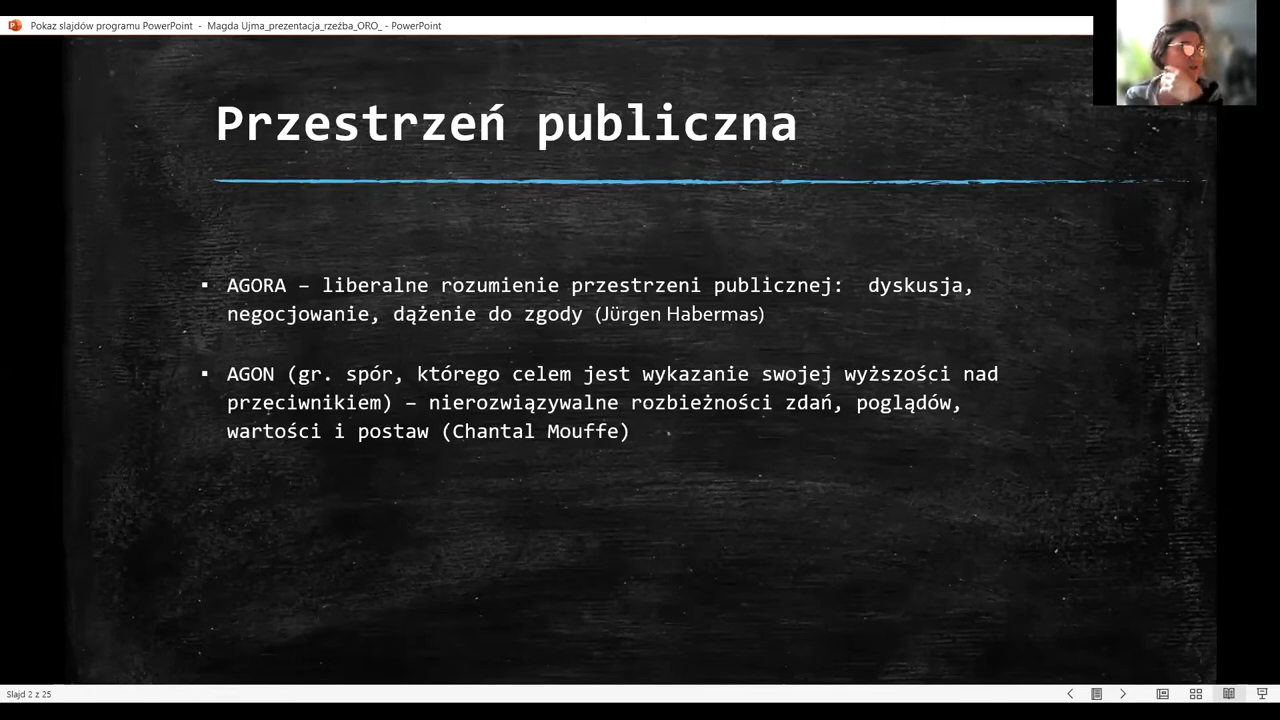 Pokaz slajdów programu PowerPoint - Magda Ujma_prezentacja_rzeźba_ORO_ - PowerPoint
Przestrzeń publiczna
▪ AGORA – liberalne rozumienie przestrzeni publicznej: dyskusja,
negocjowanie, dążenie do zgody (Jürgen Habermas)
▪ AGON (gr. spór, którego celem jest wykazanie swojej wyższości nad
przeciwnikiem) – nierozwiązywalne rozbieżności zdań, poglądów,
wartości i postaw (Chantal Mouffe)
Slajd 2 z 25